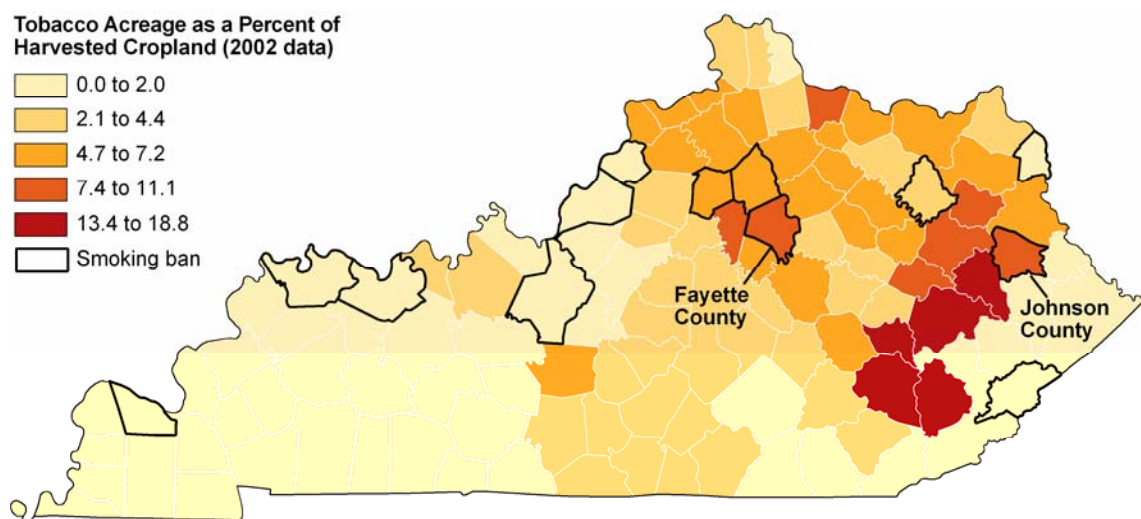 Tobacco Acreage as a Percent of
Harvested Cropland (2002 data)
0.0 to 2.0
2.1 to 4.4
4.7 to 7.2
7.4 to 11.1
13.4 to 18.8
Smoking ban
Fayette
County
Johnson
County